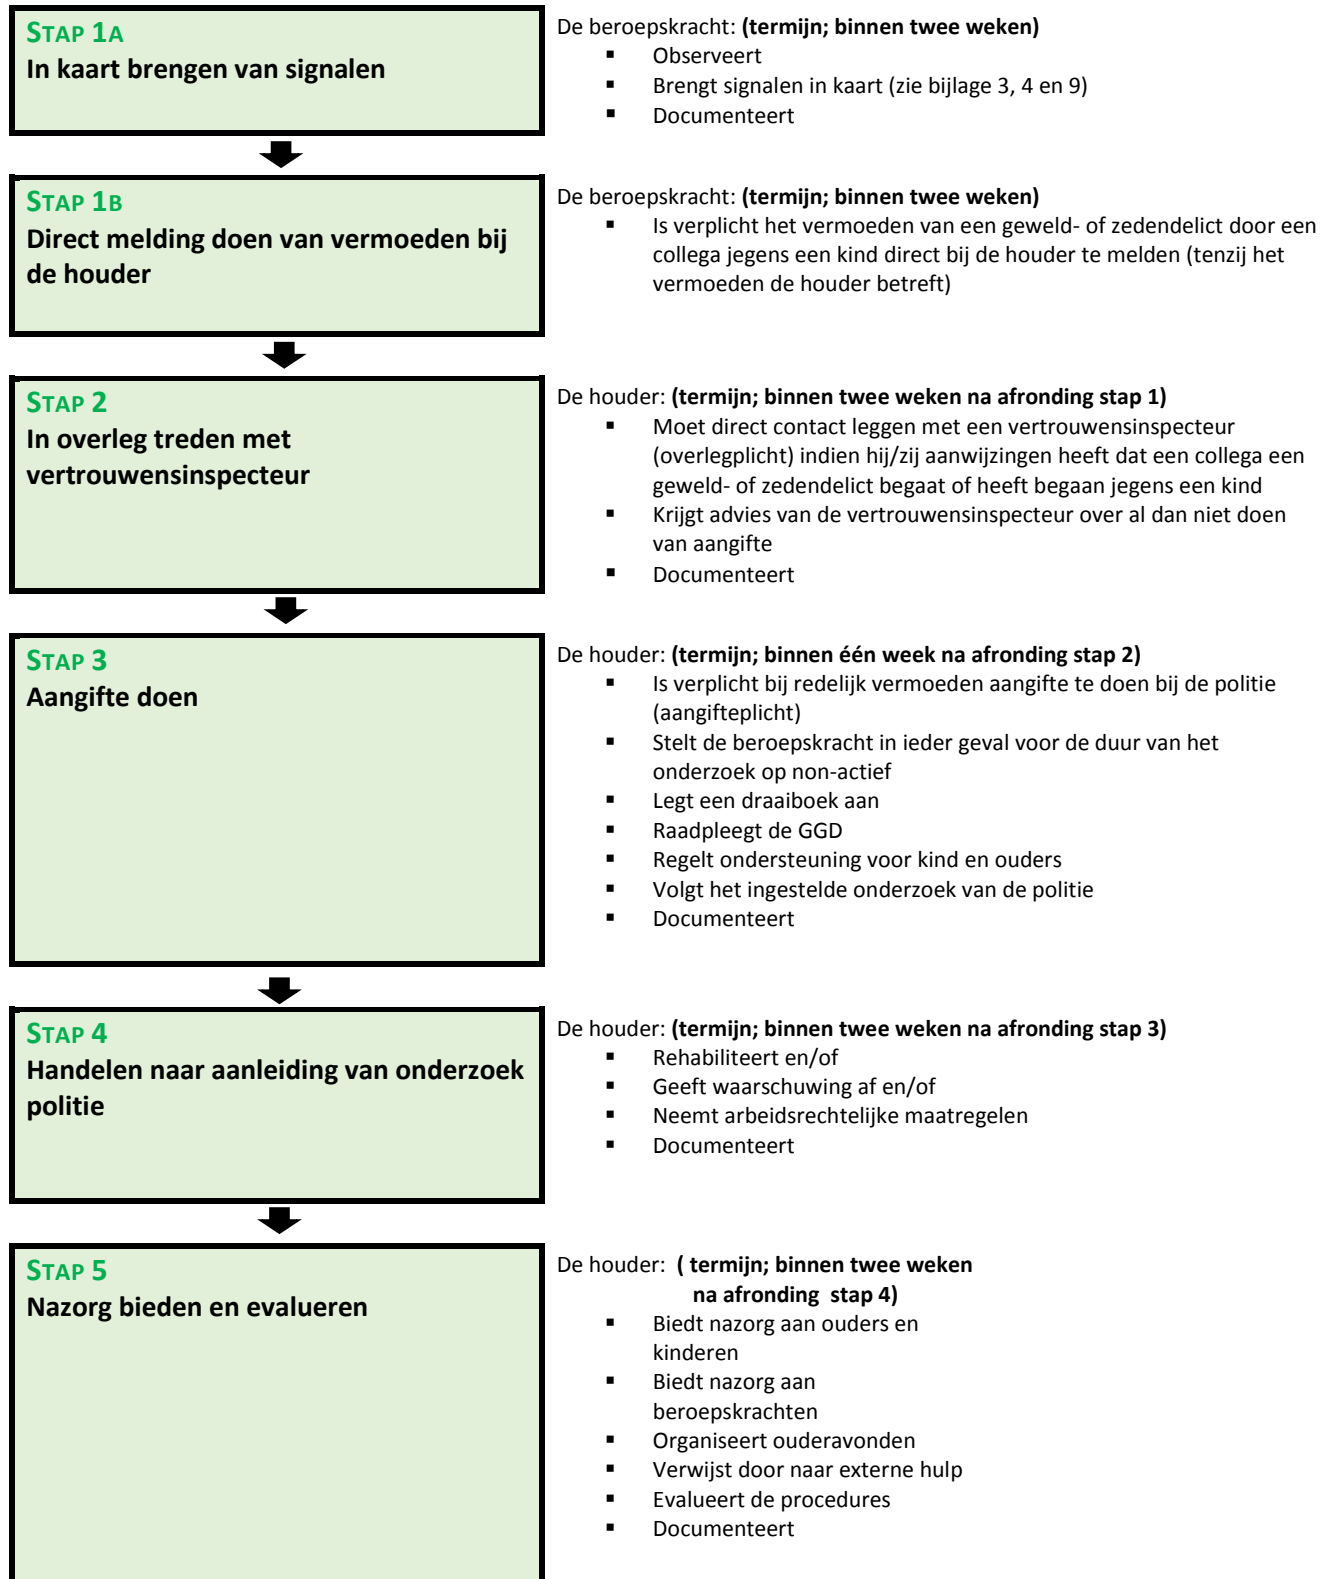 STAP 1A
In kaart brengen van signalen
De beroepskracht: (termijn; binnen twee weken)
▪ Observeert
▪ Brengt signalen in kaart (zie bijlage 3, 4 en 9)
▪ Documenteert
STAP 1B
Direct melding doen van vermoeden bij
de houder
De beroepskracht: (termijn; binnen twee weken)
▪ Is verplicht het vermoeden van een geweld- of zedendelict door een
collega jegens een kind direct bij de houder te melden (tenzij het
vermoeden de houder betreft)
STAP 2
In overleg treden met
vertrouwensinspecteur
De houder: (termijn; binnen twee weken na afronding stap 1)
▪ Moet direct contact leggen met een vertrouwensinspecteur
(overlegplicht) indien hij/zij aanwijzingen heeft dat een collega een
geweld- of zedendelict begaat of heeft begaan jegens een kind
▪ Krijgt advies van de vertrouwensinspecteur over al dan niet doen
van aangifte
▪ Documenteert
STAP 3
Aangifte doen
De houder: (termijn; binnen één week na afronding stap 2)
▪ Is verplicht bij redelijk vermoeden aangifte te doen bij de politie
(aangifteplicht)
▪ Stelt de beroepskracht in ieder geval voor de duur van het
onderzoek op non-actief
▪ Legt een draaiboek aan
▪ Raadpleegt de GGD
▪ Regelt ondersteuning voor kind en ouders
▪ Volgt het ingestelde onderzoek van de politie
▪ Documenteert
STAP 4
Handelen naar aanleiding van onderzoek
politie
De houder: (termijn; binnen twee weken na afronding stap 3)
▪ Rehabiliteert en/of
▪ Geeft waarschuwing af en/of
▪ Neemt arbeidsrechtelijke maatregelen
▪ Documenteert
STAP 5
Nazorg bieden en evalueren
De houder: ( termijn; binnen twee weken
na afronding stap 4)
▪ Biedt nazorg aan ouders en
kinderen
▪ Biedt nazorg aan
beroepskrachten
▪ Organiseert ouderavonden
▪ Verwijst door naar externe hulp
▪ Evalueert de procedures
▪ Documenteert